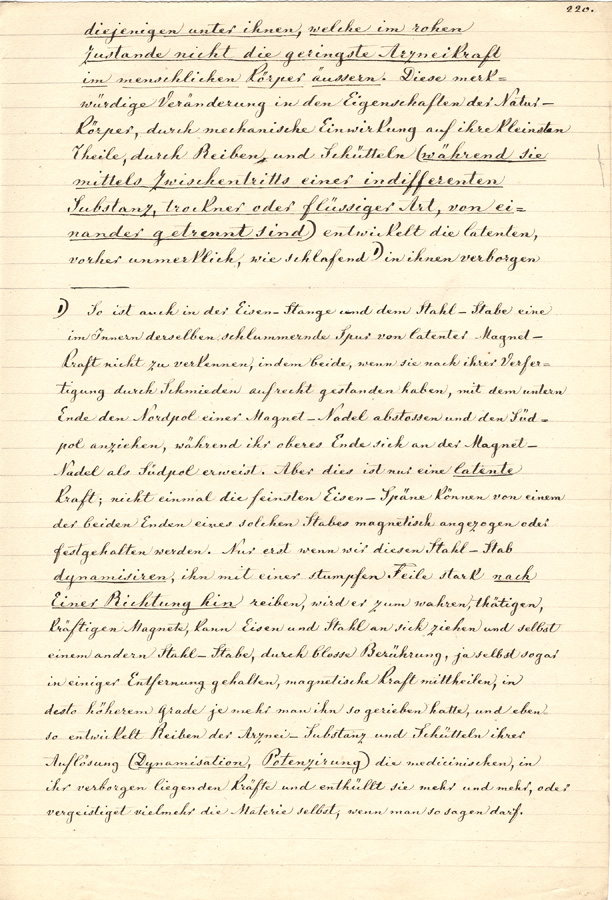 220.
diejenigen unter ihnen, welche im rohen
Zustande nicht die geringste Arzneikraft
im menschlichen Körper äussern. Diese merk=
würdige Veränderung in den Eigenschaften der Natur-
Körper, durch mechanische Einwirkung auf ihre kleinsten
Theile, durch Reiben und Schütteln (während sie
mittels Zwischentritts einer indifferenten
Substanz, trockner oder flüssiger Art, von ei=
nander getrennt sind) entwickelt die latenten,
vorher unmerklich, wie schlafend 1) in ihnen verborgen
1) So ist auch in der Eisen-Stange und dem Stahl-Stabe eine
im Innern derselben schlummernde Spur von latenter Magnet-
Kraft nicht zu verkennen, indem beide, wenn sie nach ihrer Verfer=
tigung durch Schmieden aufrecht gestanden haben, mit dem untern
Ende den Nordpol einer Magnet-Nadel abstossen und den Süd=
pol anziehen, während ihr oberes Ende sich an der Magnet-
Nadel als Südpol erweist. Aber dies ist nur eine latente
Kraft; nicht einmal die feinsten Eisen-Späne können von einem
der beiden Enden eines solchen Stabes magnetisch angezogen oder
festgehalten werden. Nur erst wenn wir diesen Stahl-Stab
dynamisiren, ihn mit einer stumpfen Feile stark nach
Einer Richtung hin reiben, wird er zum wahren, thätigen,
kräftigen Magnete, kann Eisen und Stahl an sich ziehen und selbst
einem andern Stahl-Stabe, durch blosse Berührung, ja selbst sogar
in einiger Entfernung gehalten, magnetische Kraft mittheilen, in
desto höherem Grade je mehr man ihn so gerieben hatte, und eben
so entwickelt Reiben der Arznei-Substanz und Schütteln ihrer
Auflösung (Dynamisation, Potenzirung) die medicinischen, in
ihr verborgen liegenden Kräfte und enthüllt sie mehr und mehr, oder
vergeistiget vielmehr die Materie selbst, wenn man so sagen darf.